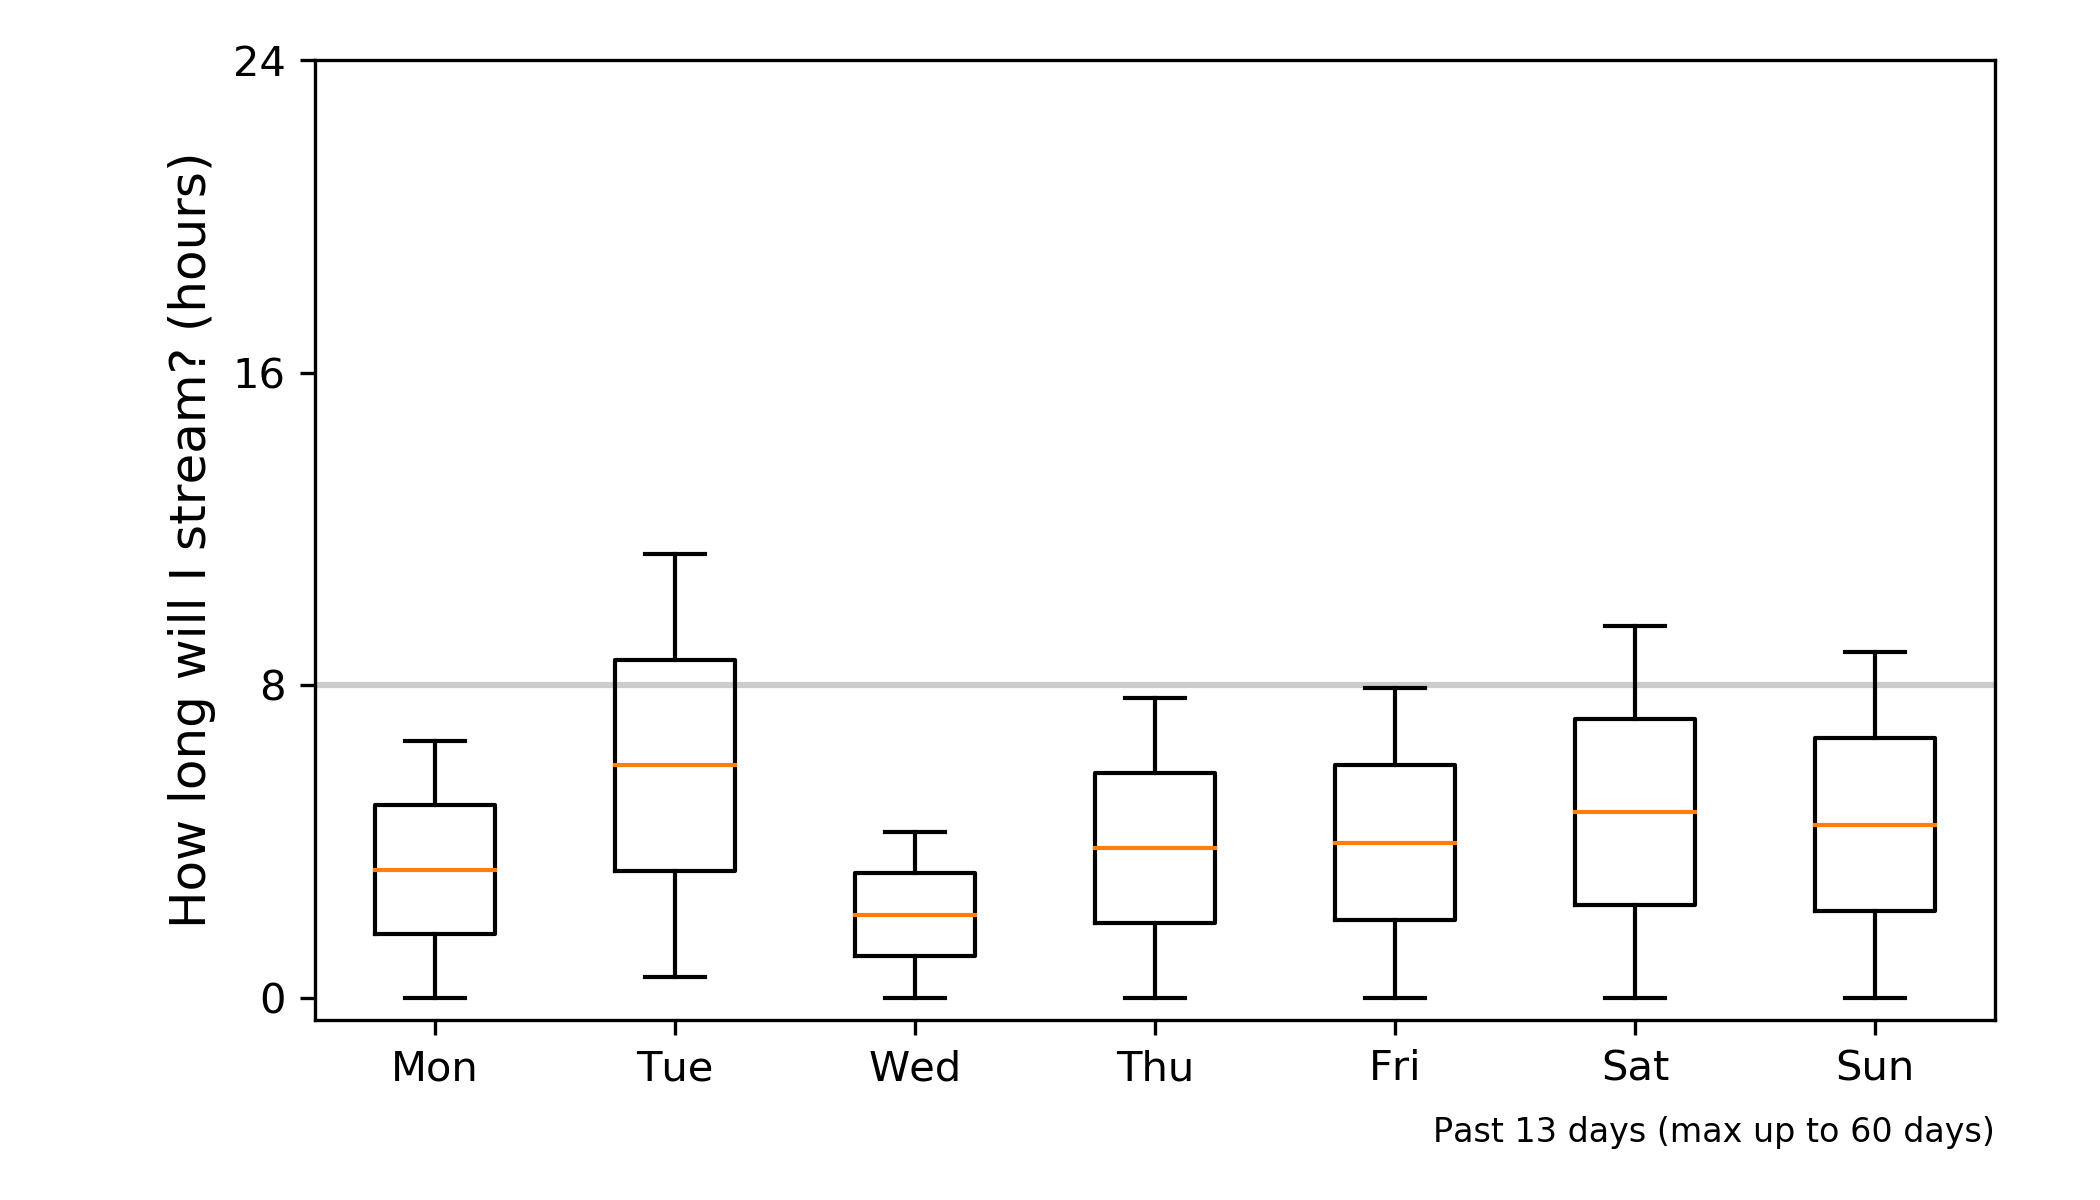 How long will I stream? (hours)
24
16
8
0
Mon Tue Wed Thu Fri Sat Sun
Past 13 days (max up to 60 days)